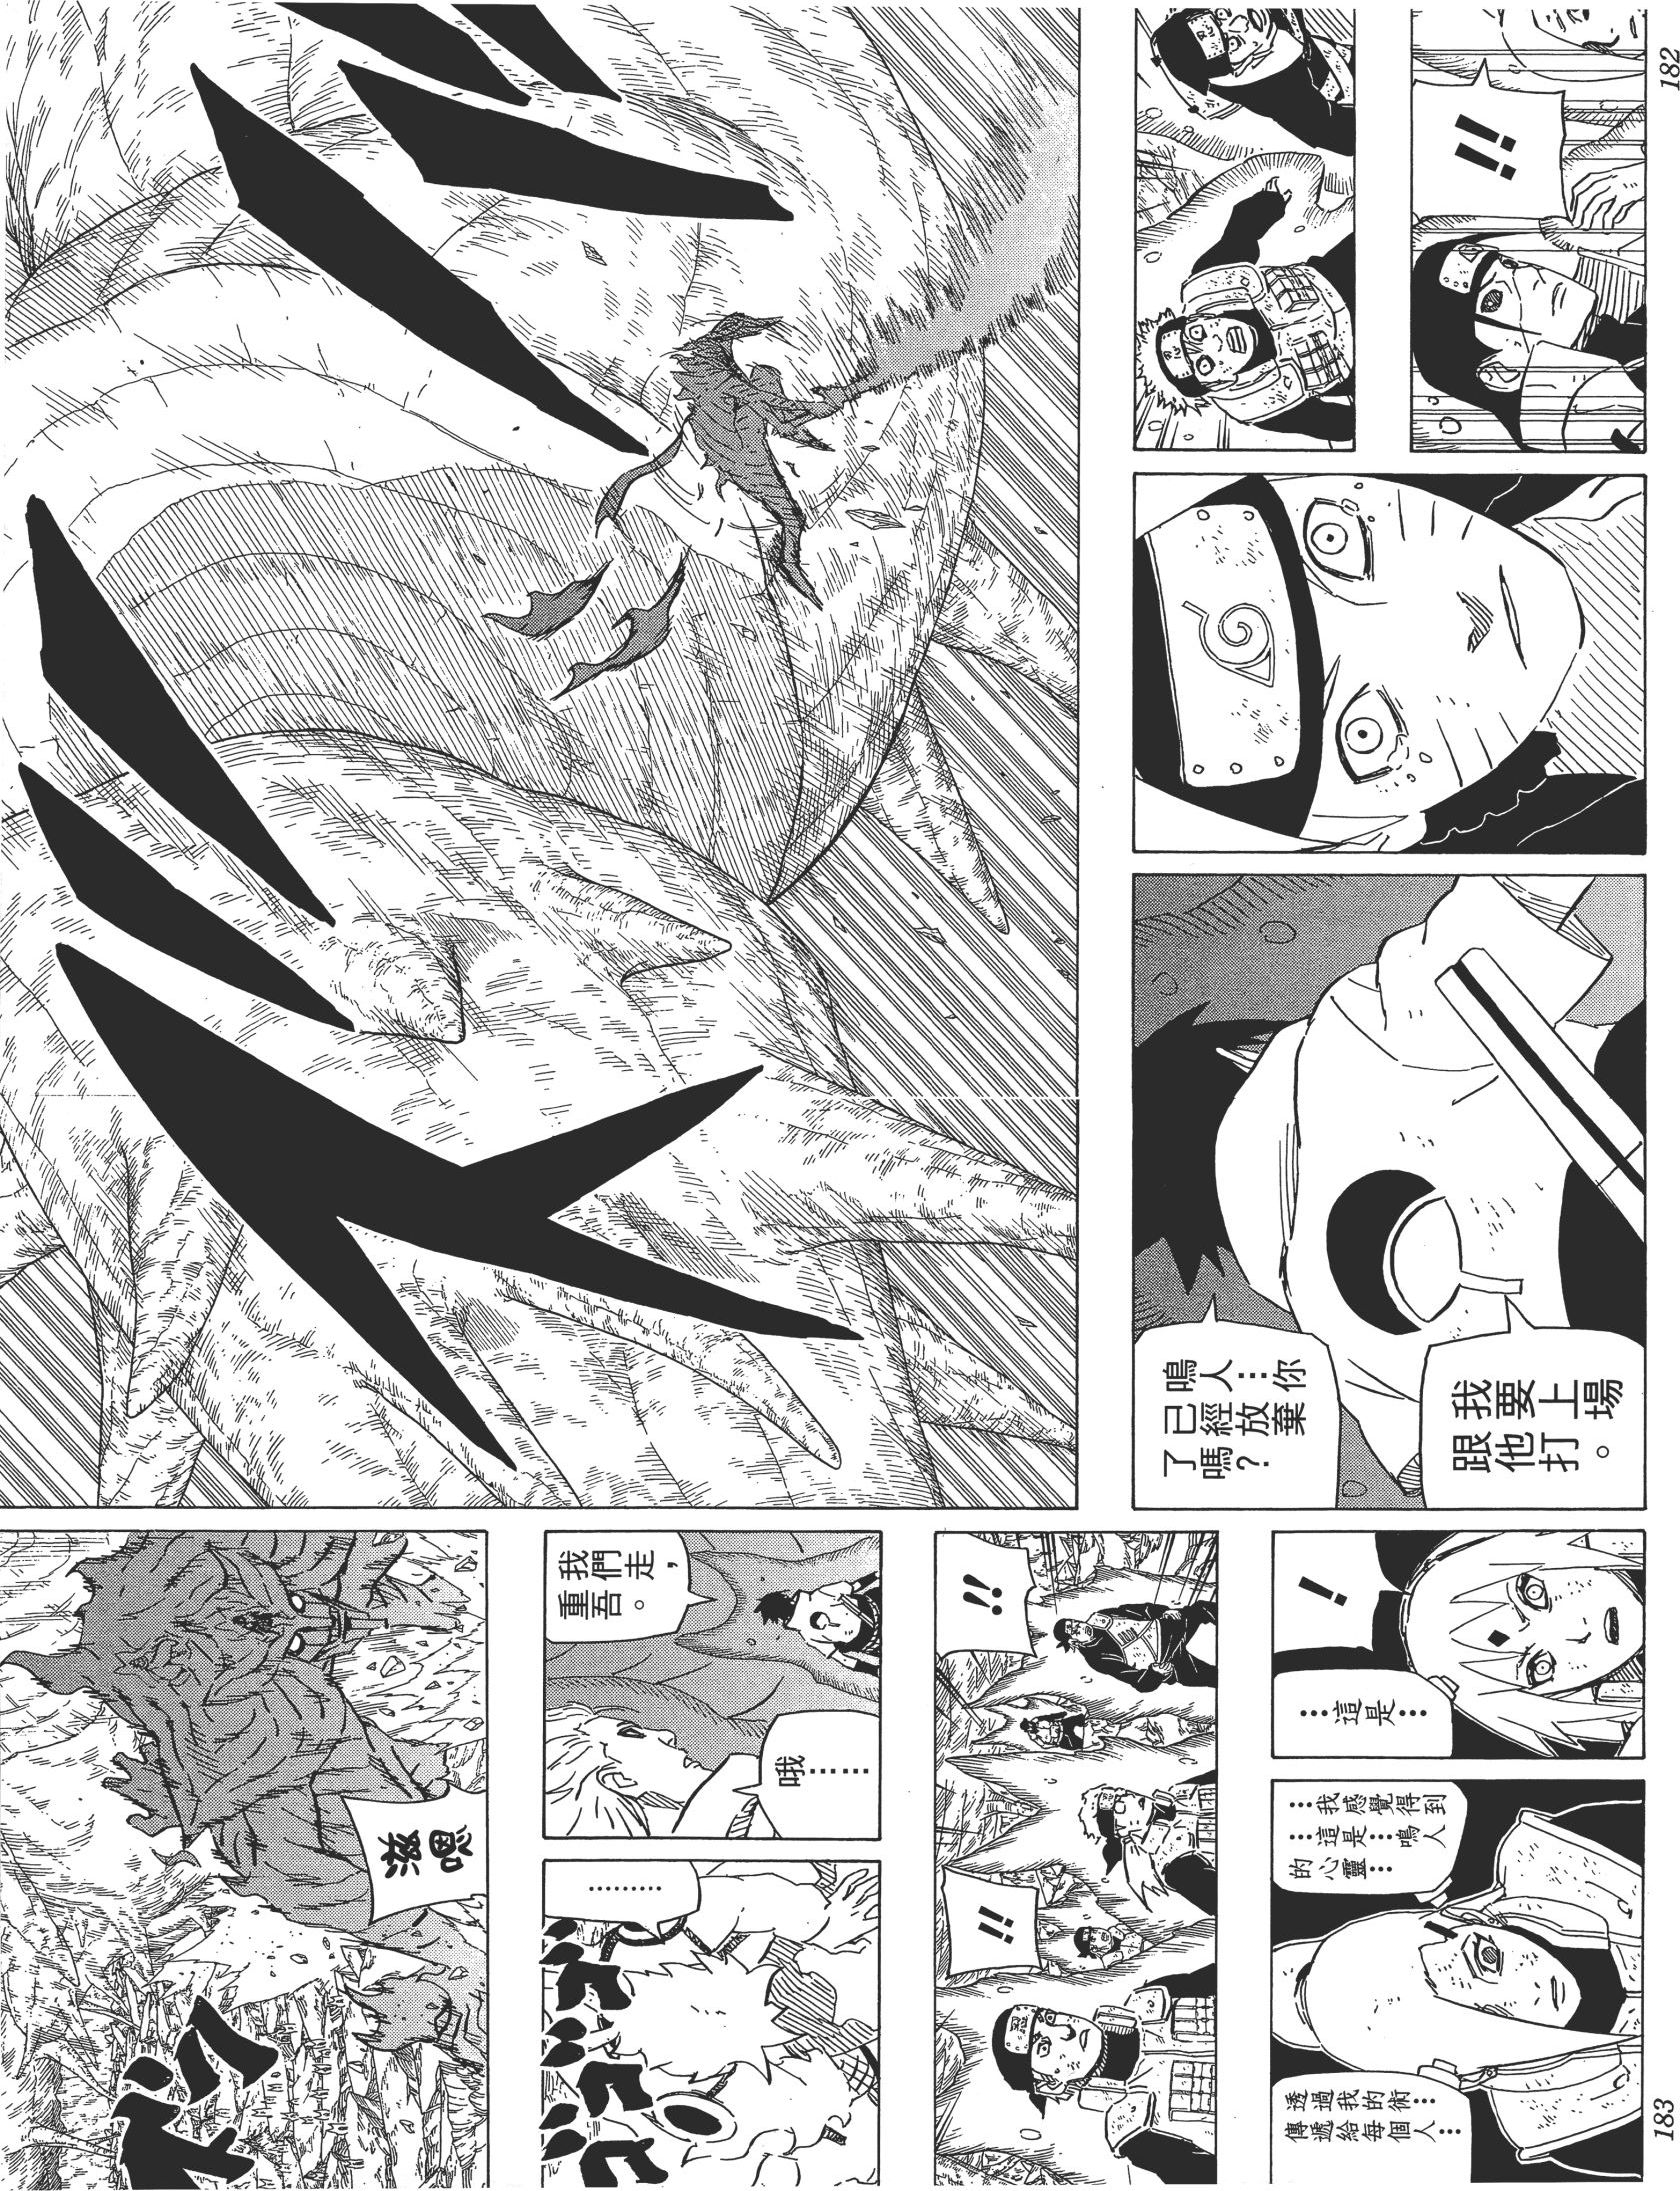 !!
鳴人…你
已經放棄
了嗎?
我要上場
跟他打。
182
滋嗯
我們走，
重吾。
哦……
………
!!
!!
!
…這是…
…我感覺得到
…這是…鳴人
的心靈…
透過我的術…
傳遞給每個人…
183